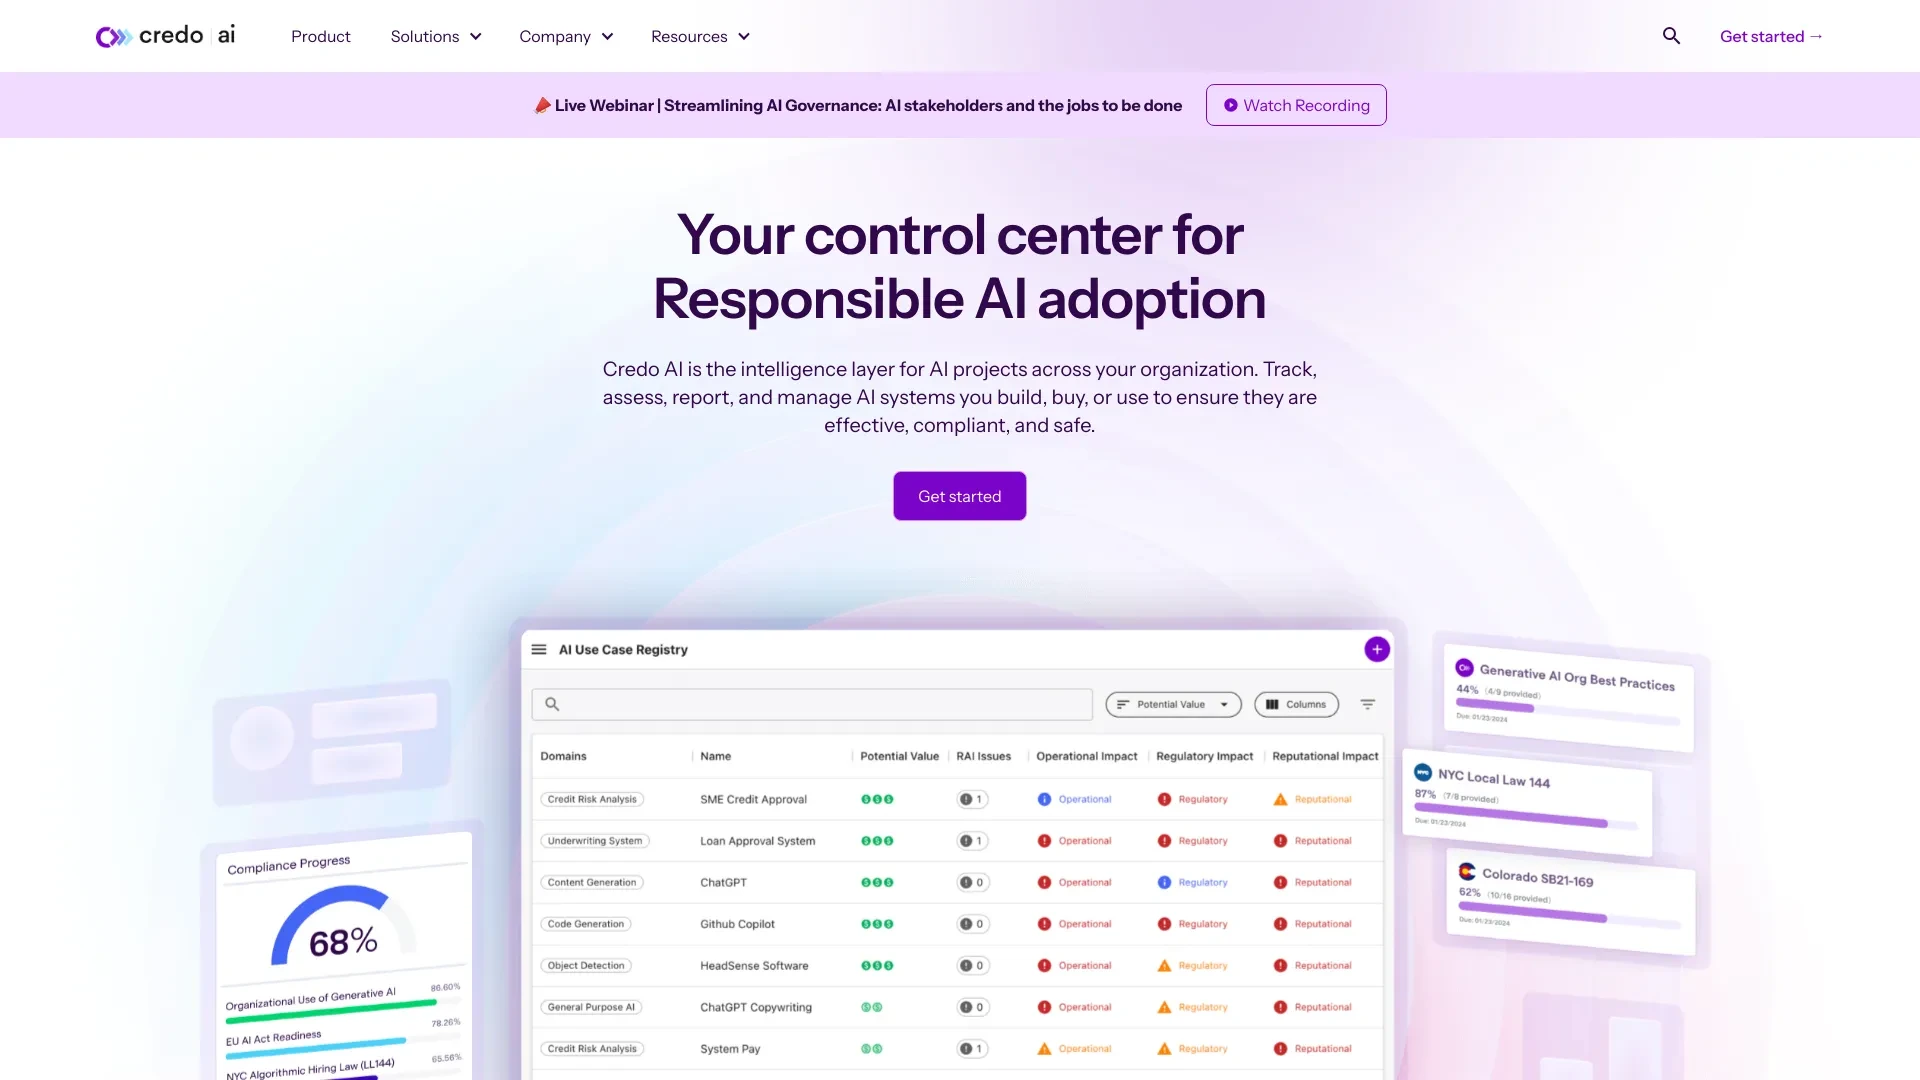 credo ai
Product
Solutions
Company
Resources
Get started →
Live Webinar | Streamlining AI Governance: AI stakeholders and the jobs to be done
Watch Recording
Your control center for
Responsible AI adoption
Credo AI is the intelligence layer for AI projects across your organization. Track,
assess, report, and manage AI systems you build, buy, or use to ensure they are
effective, compliant, and safe.
Get started
AI Use Case Registry
Potential Value
Columns
Domains Name Potential Value RAI Issues Operational Impact Regulatory Impact Reputational Impact
Credit Risk Analysis SME Credit Approval 1 Operational Regulatory Reputational
Underwriting System Loan Approval System 1 Operational Regulatory Reputational
Content Generation ChatGPT 0 Operational Regulatory Reputational
Code Generation Github Copilot 0 Operational Regulatory Reputational
Object Detection HeadSense Software 0 Operational Regulatory Reputational
General Purpose AI ChatGPT Copywriting 0 Operational Regulatory Reputational
Credit Risk Analysis System Pay 1 Operational Regulatory Reputational
Compliance Progress
68%
Organizational Use of Generative AI 86.60%
EU AI Act Readiness 78.26%
NYC Algorithmic Hiring Law (LL144) 65.56%
Generative AI Org Best Practices
44% (4/9 provided)
Due: 01/23/2024
NYC
NYC Local Law 144
87% (7/8 provided)
Due: 01/23/2024
Colorado SB21-169
62% (10/16 provided)
Due: 01/23/2024